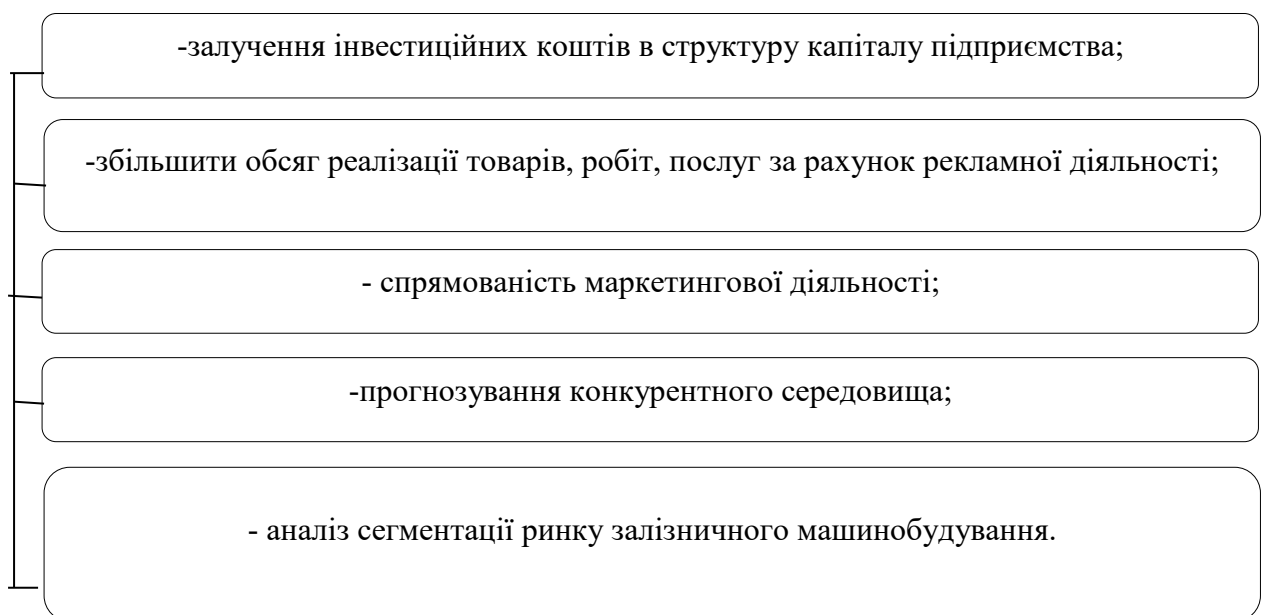 -залучення інвестиційних коштів в структуру капіталу підприємства;
-збільшити обсяг реалізації товарів, робіт, послуг за рахунок рекламної діяльності;
- спрямованість маркетингової діяльності;
-прогнозування конкурентного середовища;
- аналіз сегментації ринку залізничного машинобудування.